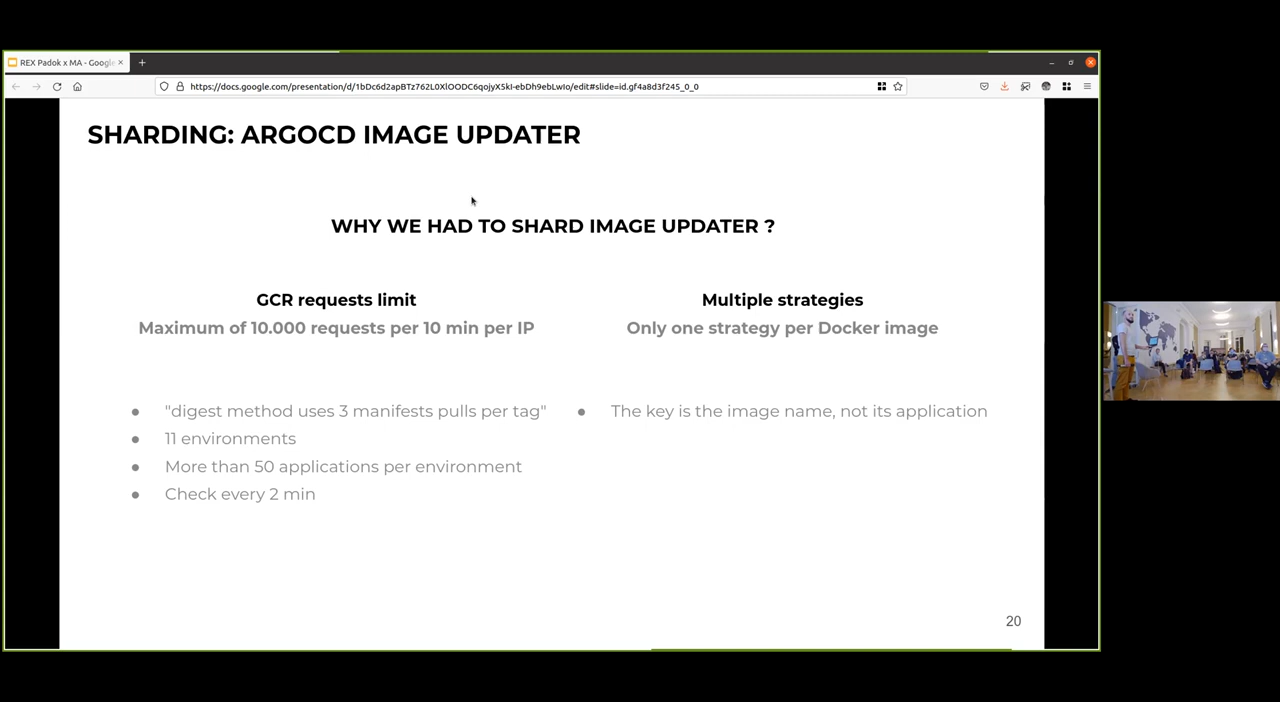 REX Padok x MA - Google
https://docs.google.com/presentation/d/1bDc6d2apBTz762L0XlOODC6qojyX5kI-ebDh9ebLwIo/edit#slide=id.gf4a8d3f245_0_0
SHARDING: ARGOCD IMAGE UPDATER
WHY WE HAD TO SHARD IMAGE UPDATER ?
GCR requests limit
Maximum of 10.000 requests per 10 min per IP
● "digest method uses 3 manifests pulls per tag"
● 11 environments
● More than 50 applications per environment
● Check every 2 min
Multiple strategies
Only one strategy per Docker image
● The key is the image name, not its application
20